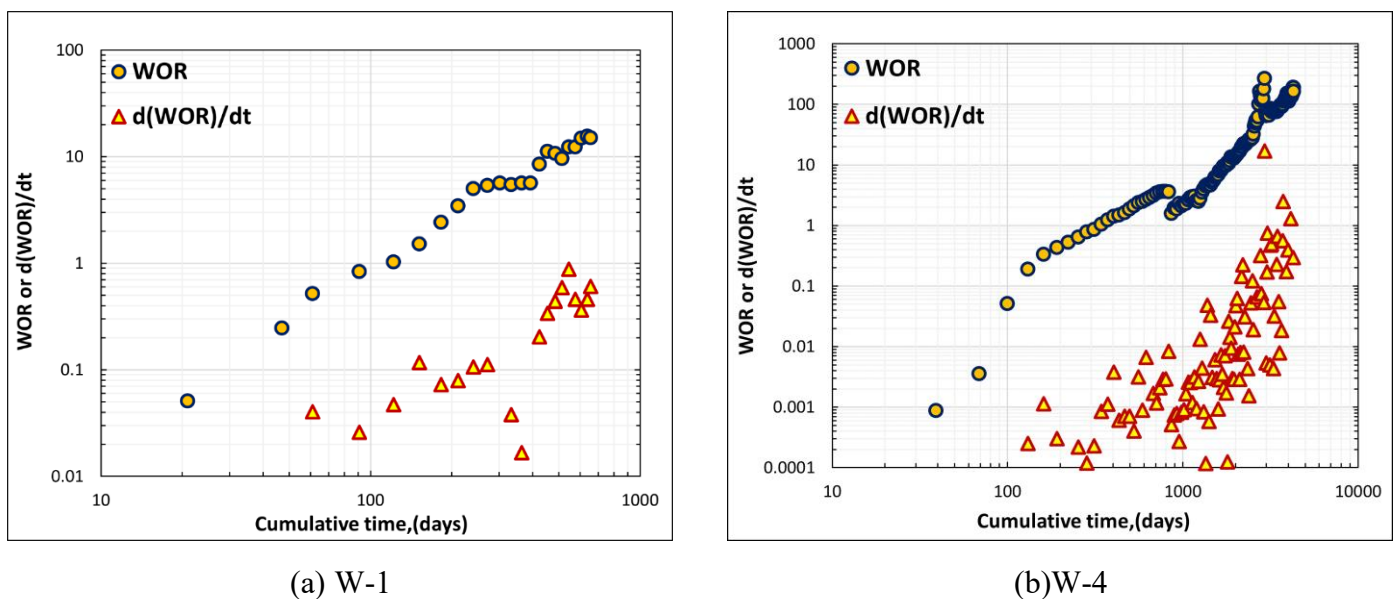 100
10
1
0.1
0.01
10
100
1000
WOR
d(WOR)/dt
WOR or d(WOR)/dt
Cumulative time,(days)
(a) W-1
1000
100
10
1
0.1
0.01
0.001
0.0001
10
100
1000
10000
WOR
d(WOR)/dt
WOR or d(WOR)/dt
Cumulative time,(days)
(b)W-4